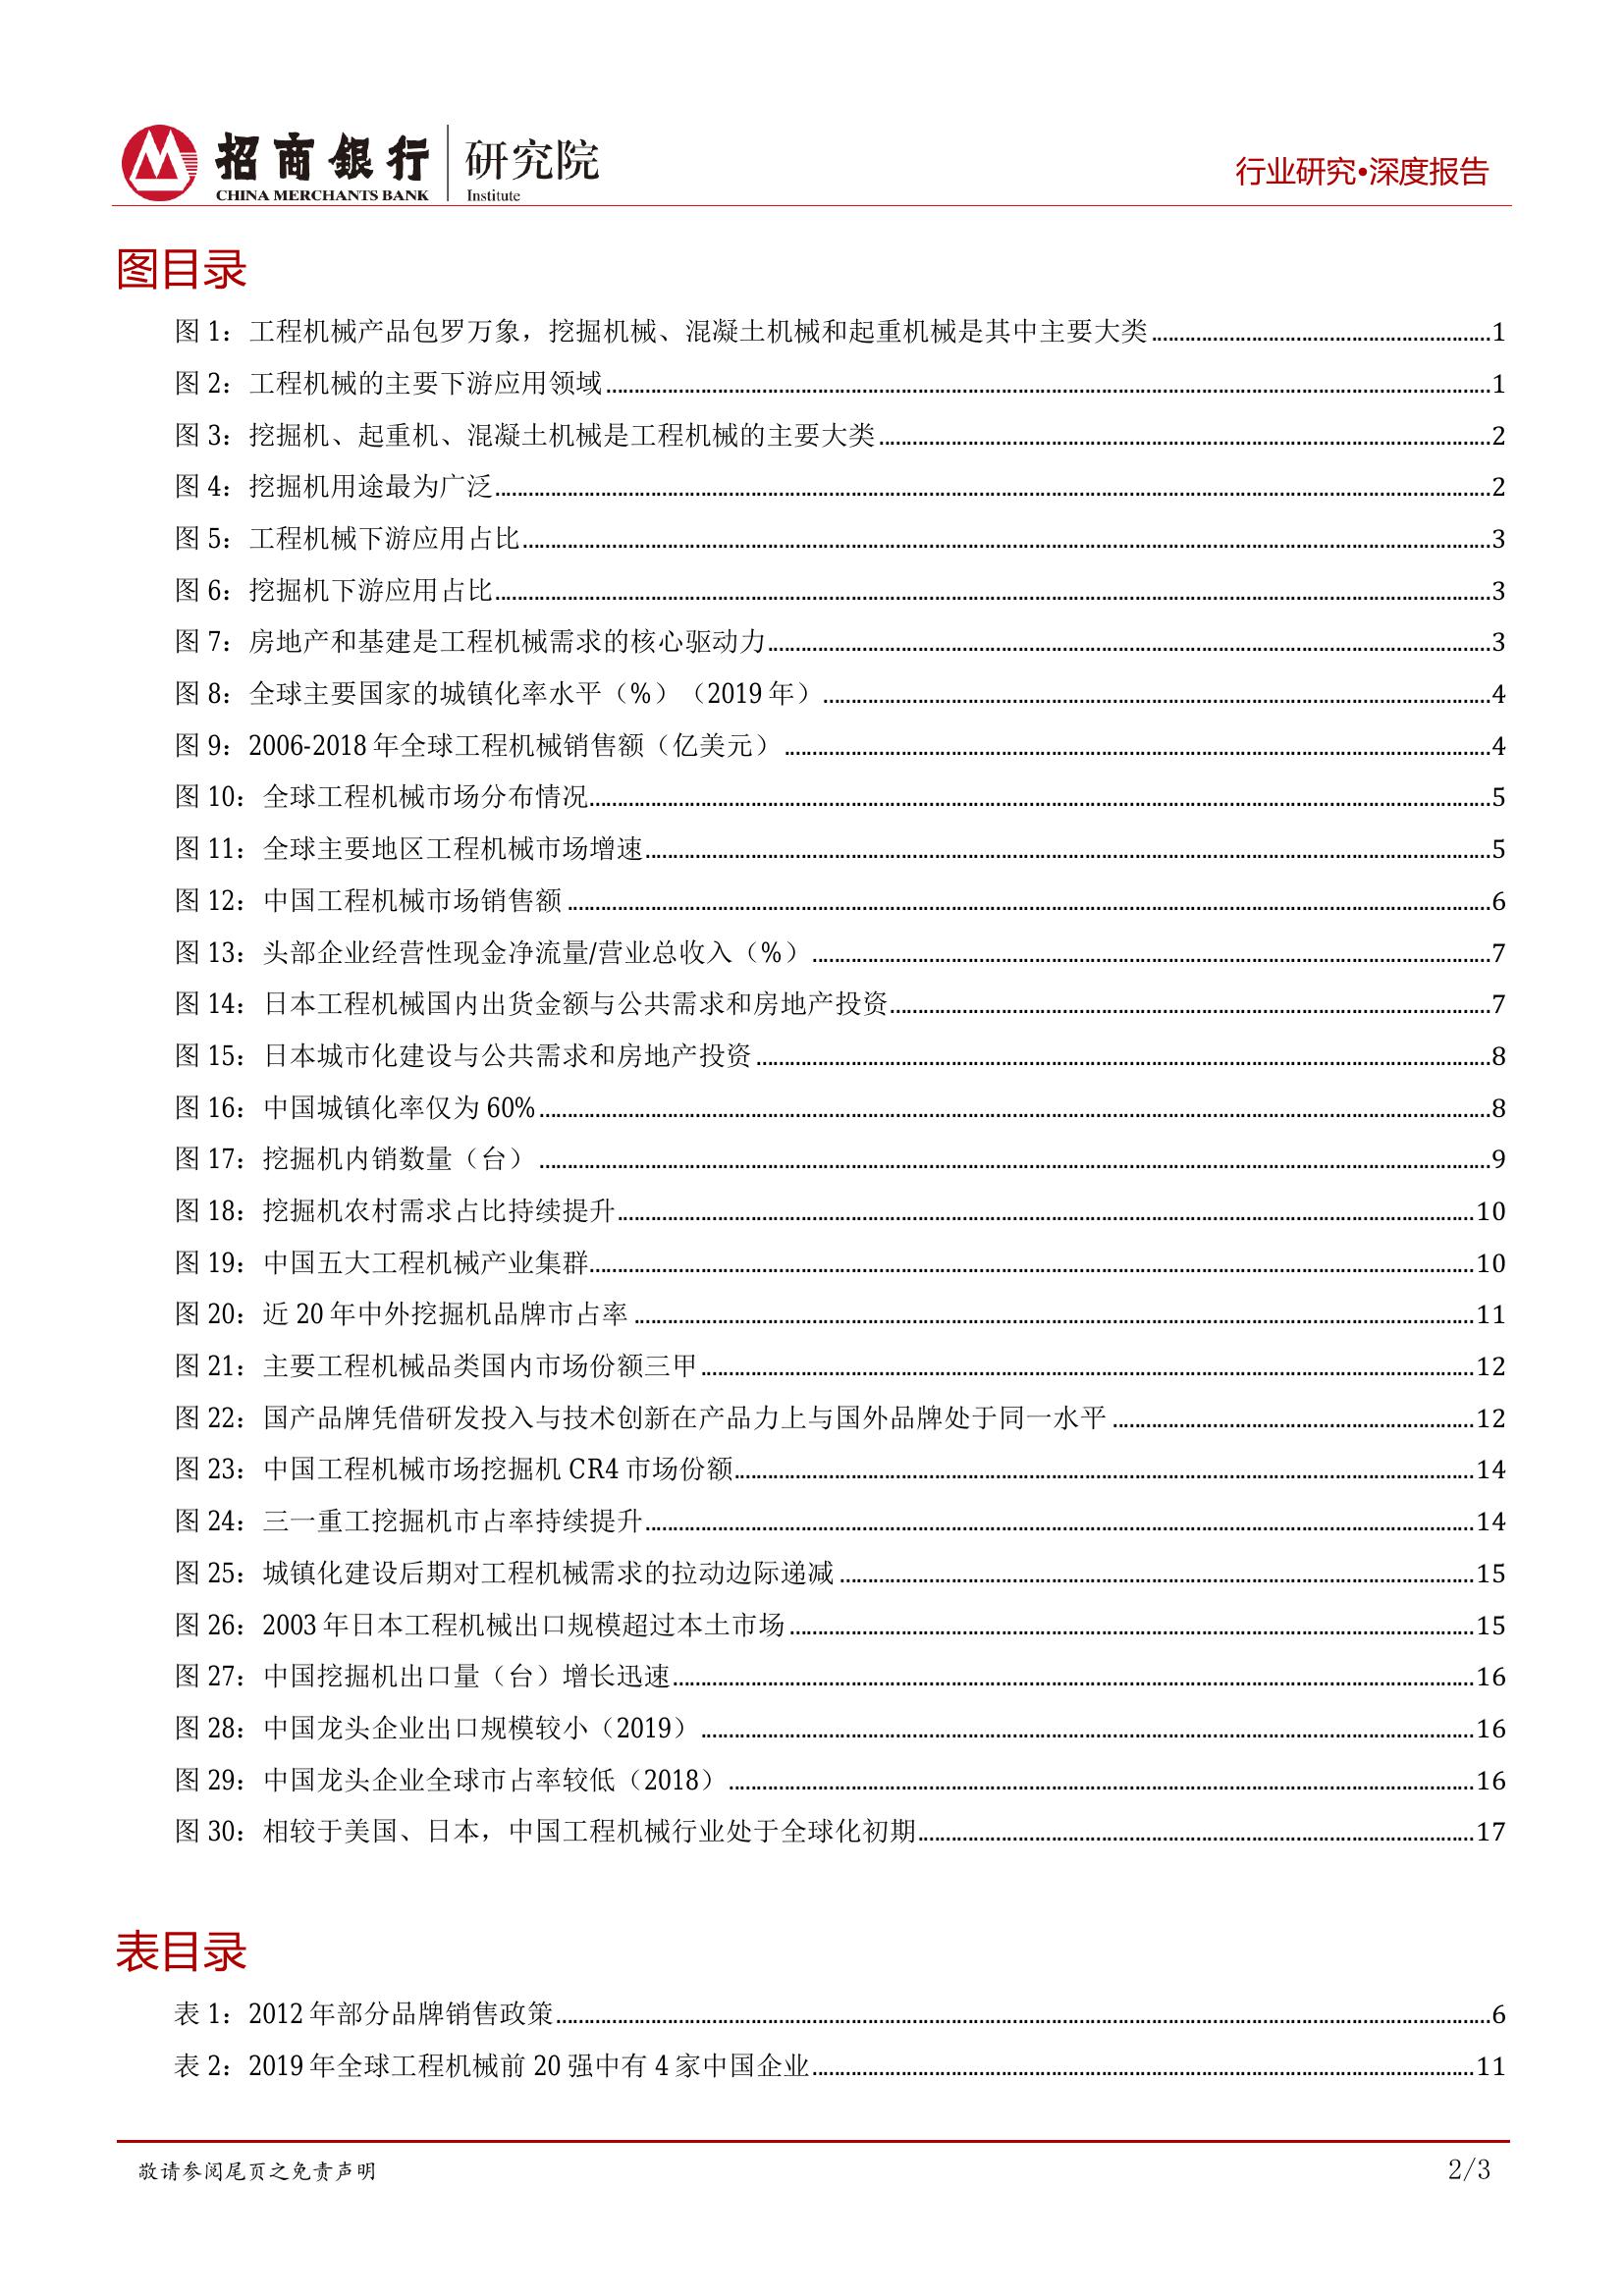 招商銀行 研究院
CHINA MERCHANTS BANK Institute
行业研究•深度报告
图目录
图 1：工程机械产品包罗万象，挖掘机械、混凝土机械和起重机械是其中主要大类........1
图 2：工程机械的主要下游应用领域........1
图 3：挖掘机、起重机、混凝土机械是工程机械的主要大类........2
图 4：挖掘机用途最为广泛........2
图 5：工程机械下游应用占比........3
图 6：挖掘机下游应用占比........3
图 7：房地产和基建是工程机械需求的核心驱动力........3
图 8：全球主要国家的城镇化率水平（%）（2019 年）........4
图 9：2006-2018 年全球工程机械销售额（亿美元）........4
图 10：全球工程机械市场分布情况........5
图 11：全球主要地区工程机械市场增速........5
图 12：中国工程机械市场销售额........6
图 13：头部企业经营性现金净流量/营业总收入（%）........7
图 14：日本工程机械国内出货金额与公共需求和房地产投资........7
图 15：日本城市化建设与公共需求和房地产投资........8
图 16：中国城镇化率仅为 60%........8
图 17：挖掘机内销数量（台）........9
图 18：挖掘机农村需求占比持续提升........10
图 19：中国五大工程机械产业集群........10
图 20：近 20 年中外挖掘机品牌市占率........11
图 21：主要工程机械品类国内市场份额三甲........12
图 22：国产品牌凭借研发投入与技术创新在产品力上与国外品牌处于同一水平........12
图 23：中国工程机械市场挖掘机 CR4 市场份额........14
图 24：三一重工挖掘机市占率持续提升........14
图 25：城镇化建设后期对工程机械需求的拉动边际递减........15
图 26：2003 年日本工程机械出口规模超过本土市场........15
图 27：中国挖掘机出口量（台）增长迅速........16
图 28：中国龙头企业出口规模较小（2019）........16
图 29：中国龙头企业全球市占率较低（2018）........16
图 30：相较于美国、日本，中国工程机械行业处于全球化初期........17
表目录
表 1：2012 年部分品牌销售政策........6
表 2：2019 年全球工程机械前 20 强中有 4 家中国企业........11
敬请参阅尾页之免责声明
2/3